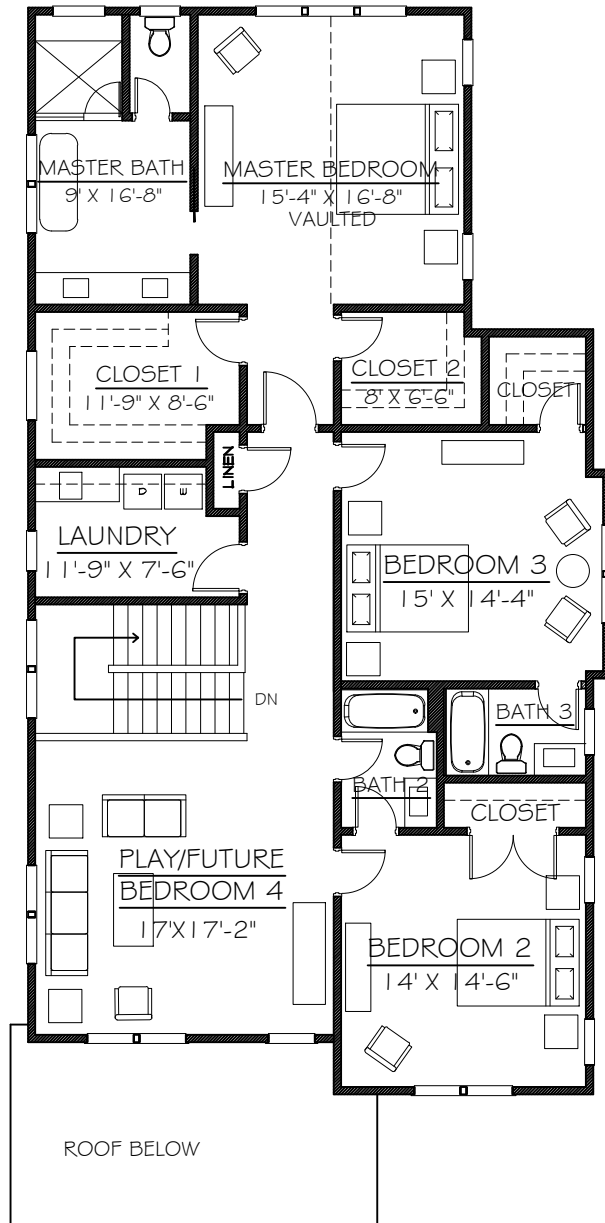 MASTER BATH
9' X 16'-8"
MASTER BEDROOM
15'-4" X 16'-8"
VAULTED
CLOSET 1
11'-9" X 8'-6"
CLOSET 2
8' X 6'-6"
CLOSET
LINEN
D
E
LAUNDRY
11'-9" X 7'-6"
BEDROOM 3
15' X 14'-4"
DN
BATH 3
BATH 2
CLOSET
PLAY/FUTURE
BEDROOM 4
17'X17'-2"
BEDROOM 2
14' X 14'-6"
ROOF BELOW